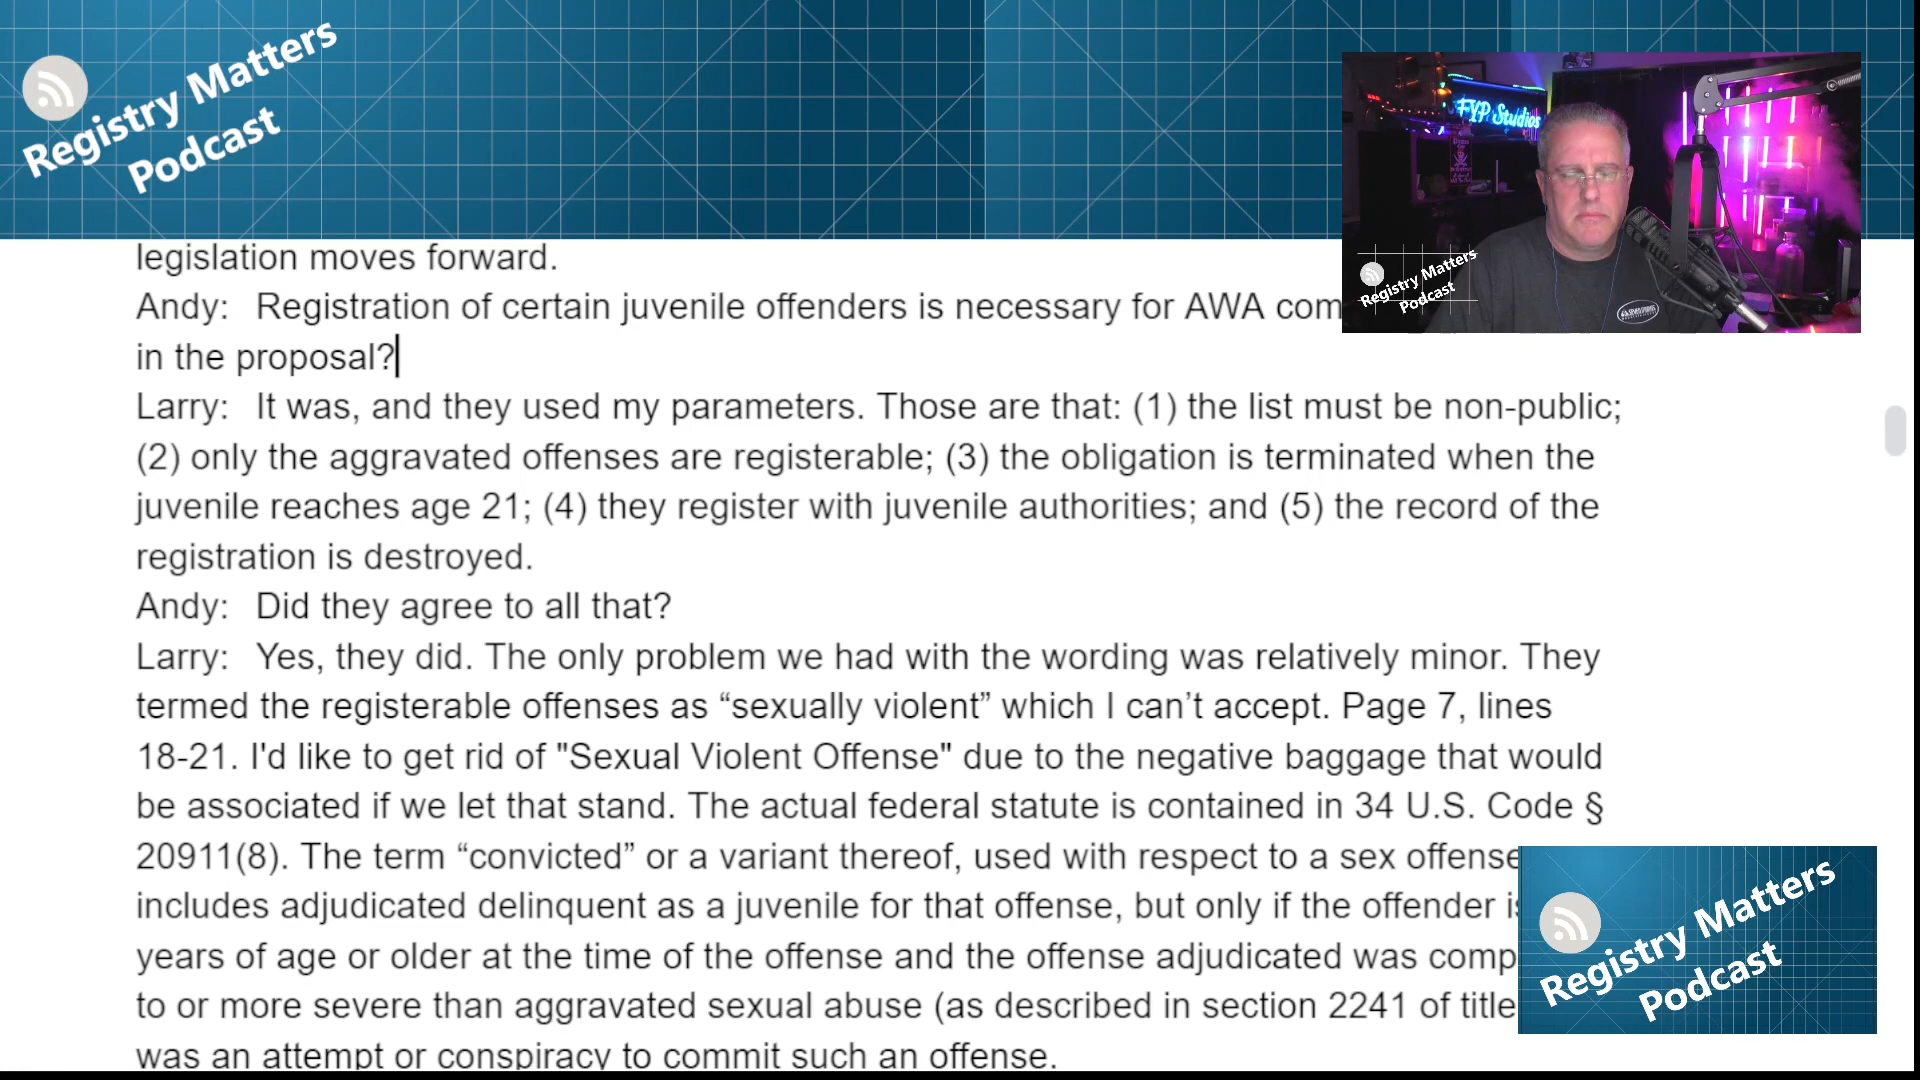 Registry Matters
Podcast
FYP Studios
Registry Matters
Podcast
legislation moves forward.
Andy: Registration of certain juvenile offenders is necessary for AWA com
in the proposal?
Larry: It was, and they used my parameters. Those are that: (1) the list must be non-public;
(2) only the aggravated offenses are registerable; (3) the obligation is terminated when the
juvenile reaches age 21; (4) they register with juvenile authorities; and (5) the record of the
registration is destroyed.
Andy: Did they agree to all that?
Larry: Yes, they did. The only problem we had with the wording was relatively minor. They
termed the registerable offenses as “sexually violent” which I can’t accept. Page 7, lines
18-21. I'd like to get rid of "Sexual Violent Offense" due to the negative baggage that would
be associated if we let that stand. The actual federal statute is contained in 34 U.S. Code §
20911(8). The term “convicted” or a variant thereof, used with respect to a sex offense
includes adjudicated delinquent as a juvenile for that offense, but only if the offender
years of age or older at the time of the offense and the offense adjudicated was comp
to or more severe than aggravated sexual abuse (as described in section 2241 of title
was an attempt or conspiracy to commit such an offense.
Registry Matters
Podcast